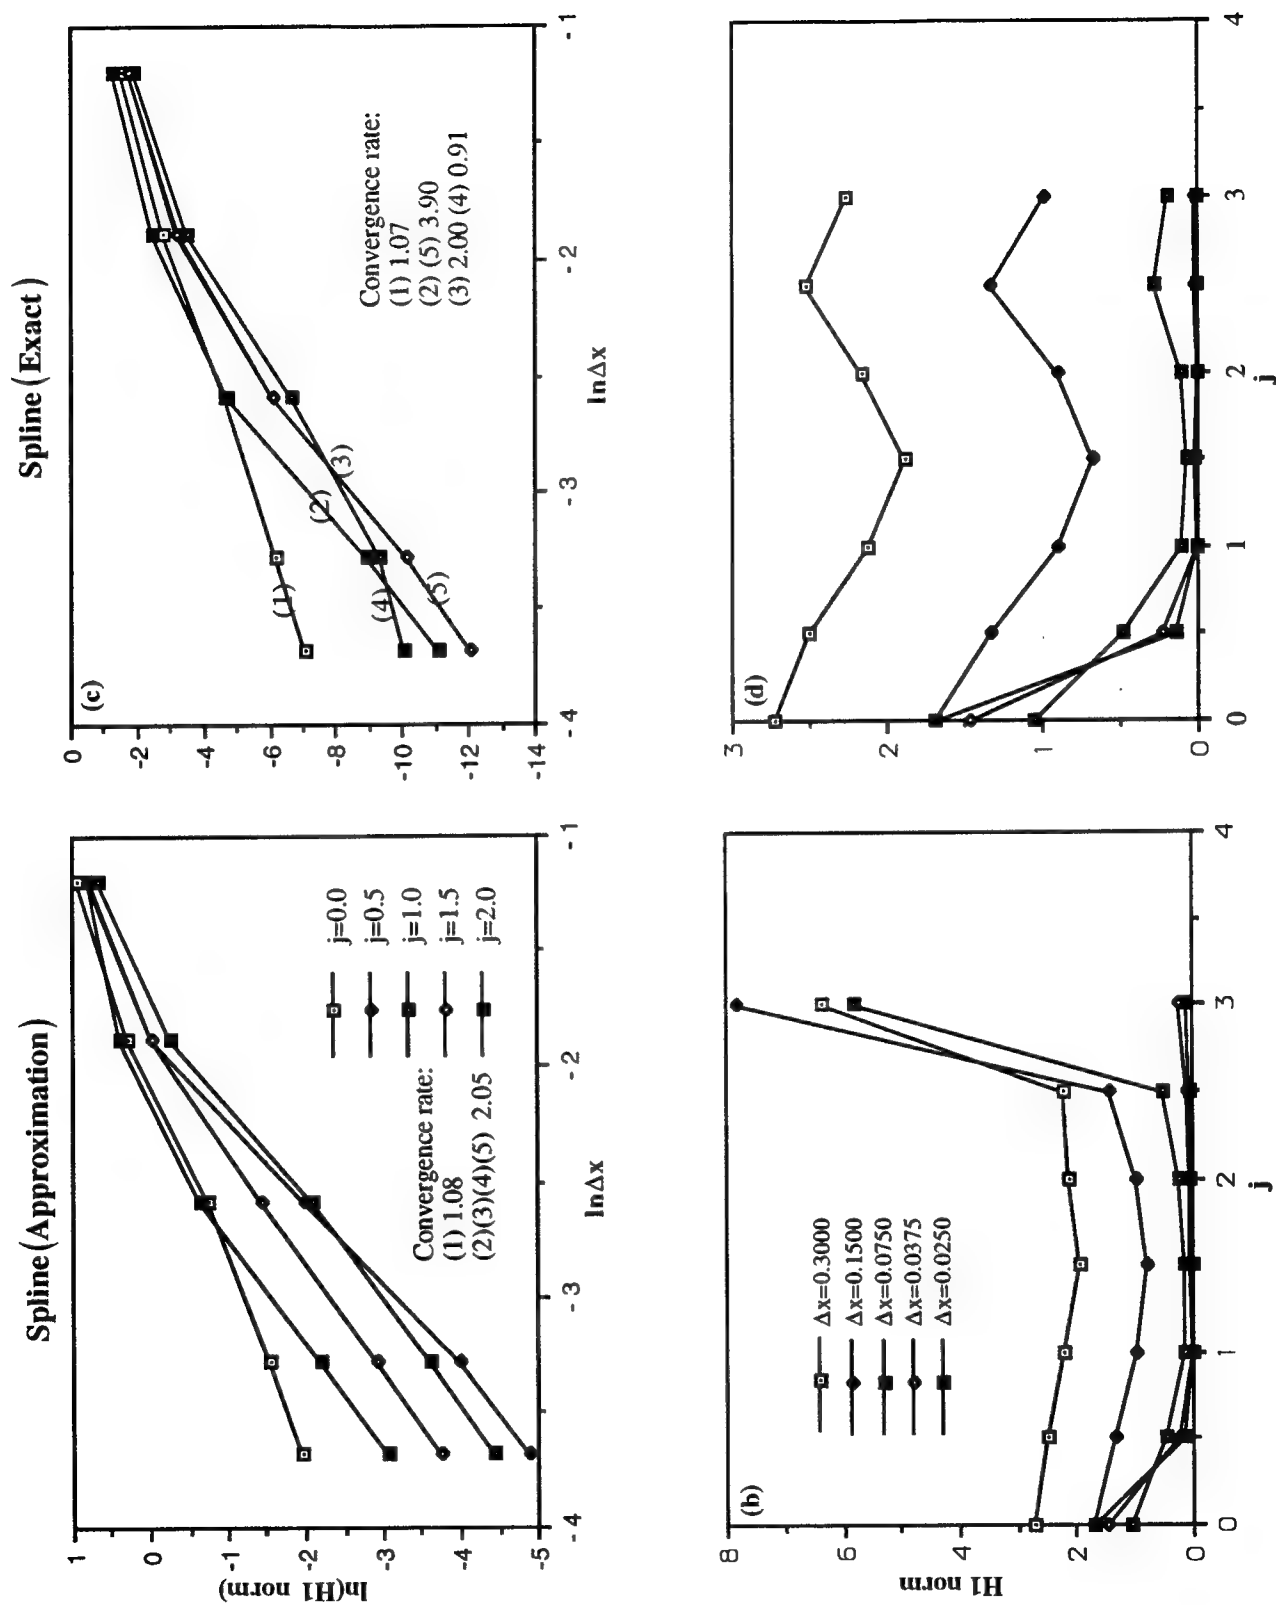 Spline(Approximation)
1
0
-1
-2
-3
-4
-5
ln(H1 norm)
j=0.0
j=0.5
j=1.0
j=1.5
j=2.0
Convergence rate:
(1) 1.08
(2)(3)(4)(5) 2.05
-4
-3
-2
-1
lnΔx
Spline(Exact)
(c)
0
-2
-4
-6
-8
-10
-12
-14
Convergence rate:
(1) 1.07
(2) (5) 3.90
(3) 2.00 (4) 0.91
(1)
(2)
(3)
(4)
(5)
-4
-3
-2
-1
lnΔx
(b)
8
6
4
2
0
H1 norm
Δx=0.3000
Δx=0.1500
Δx=0.0750
Δx=0.0375
Δx=0.0250
0
1
2
3
4
j
(d)
3
2
1
0
0
1
2
3
4
j